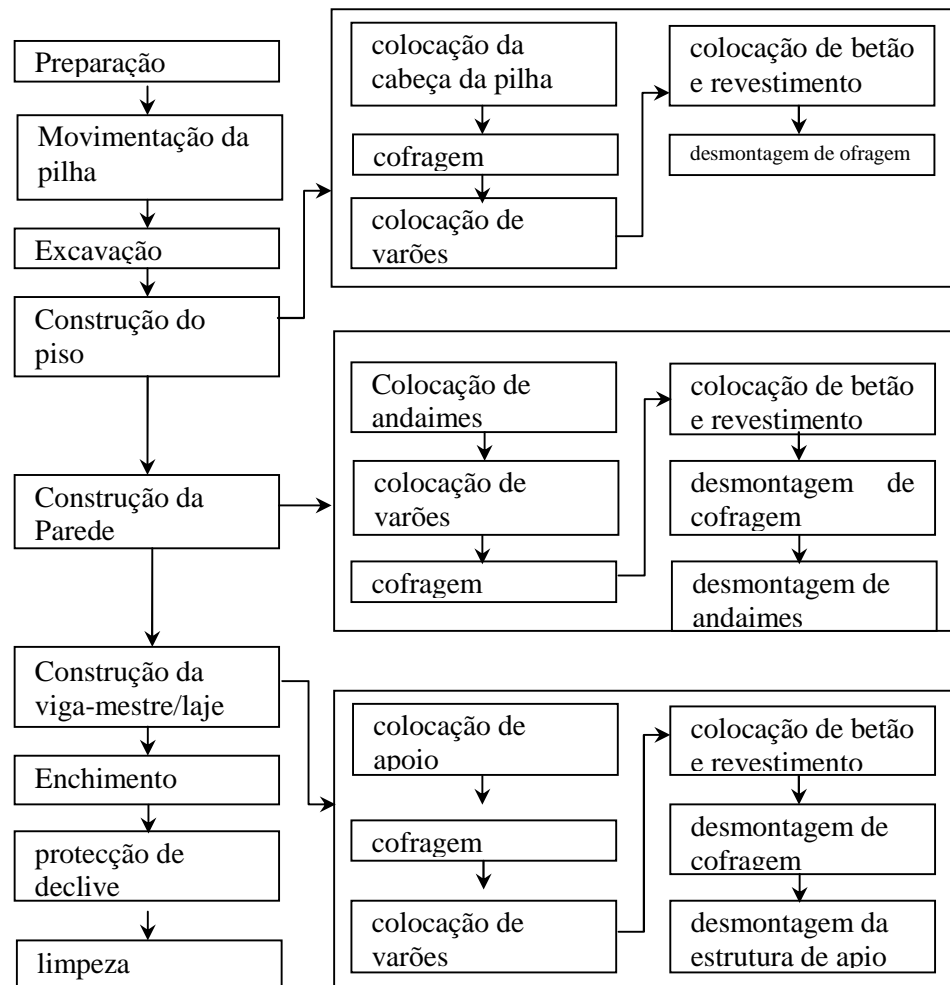 Preparação
Movimentação da
pilha
Excavação
Construção do
piso
Construção da
Parede
Construção da
viga-mestre/laje
Enchimento
protecção de
declive
limpeza
colocação da
cabeça da pilha
cofragem
colocação de
varões
colocação de betão
e revestimento
desmontagem de ofragem
Colocação de
andaimes
colocação de
varões
cofragem
colocação de betão
e revestimento
desmontagem de
cofragem
desmontagem de
andaimes
colocação de
apoio
cofragem
colocação de
varões
colocação de betão
e revestimento
desmontagem de
cofragem
desmontagem da
estrutura de apio